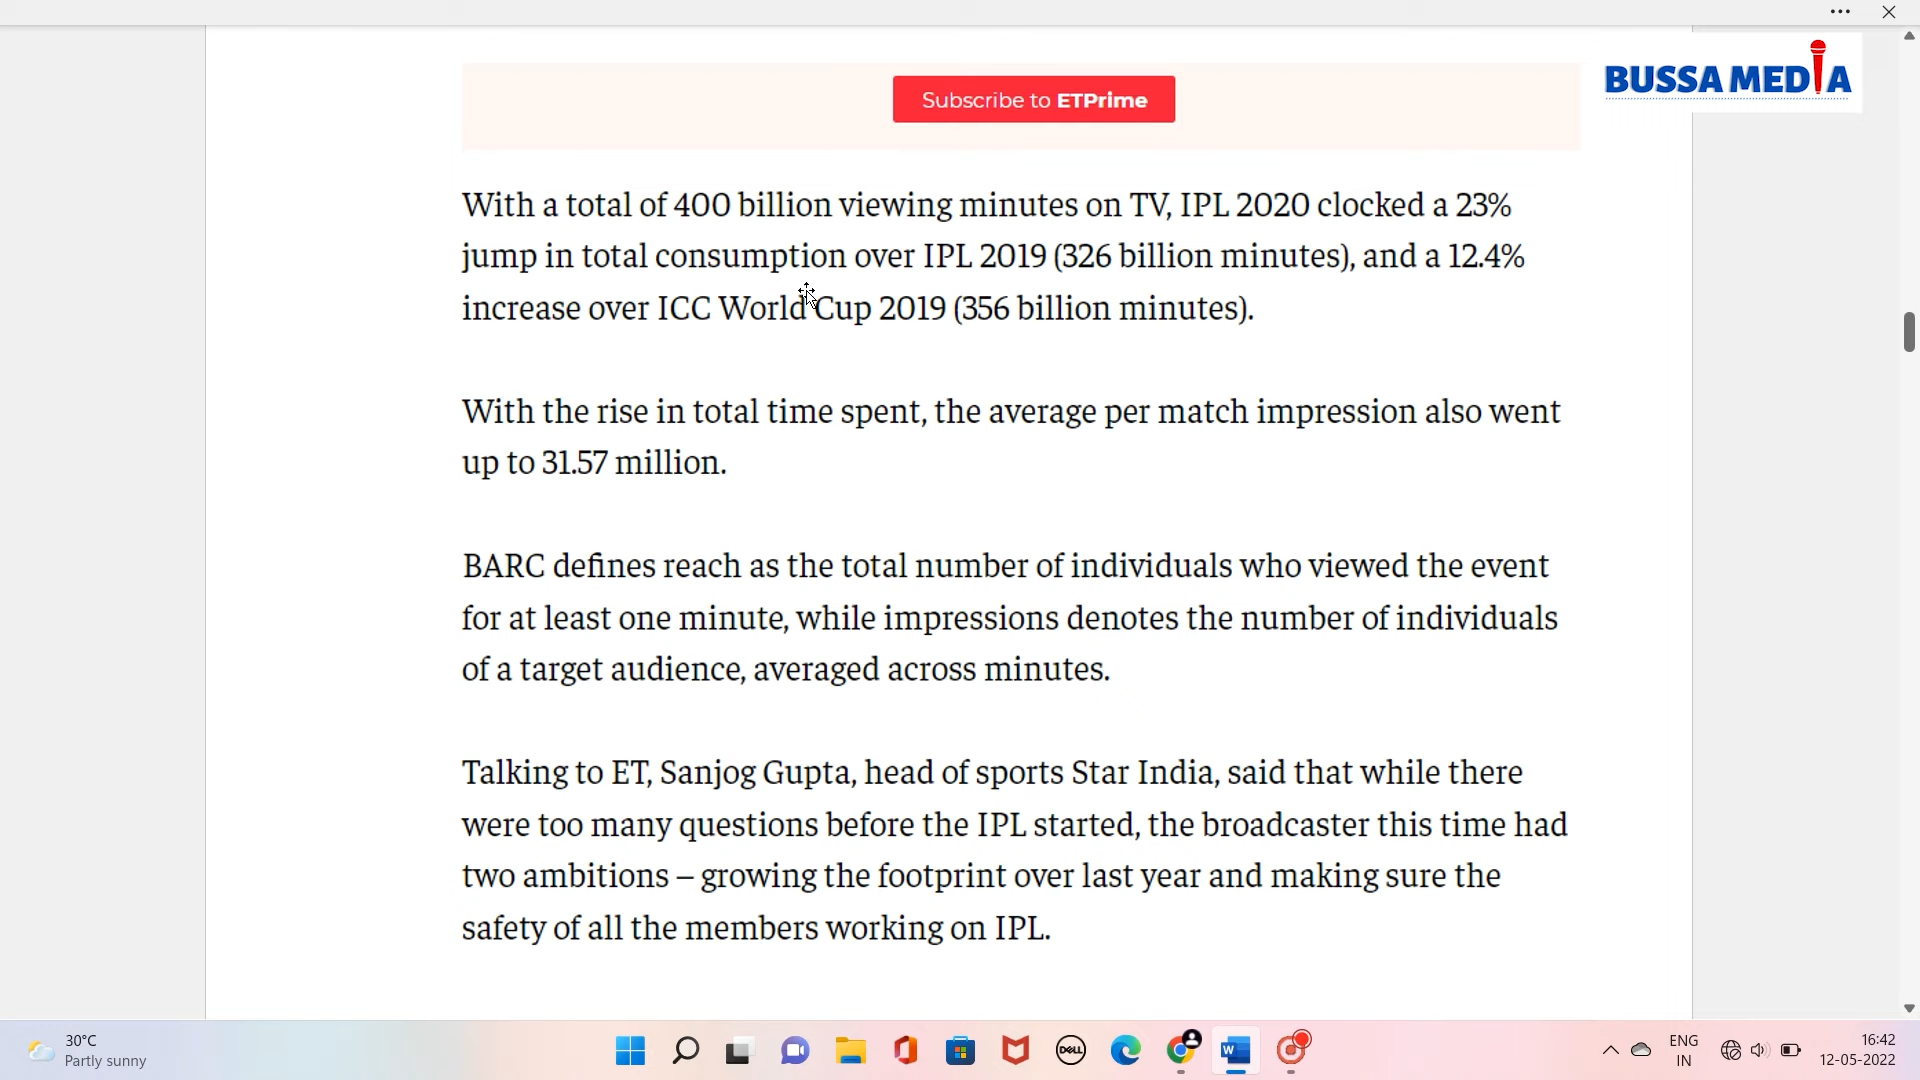 BUSSA MEDIA
Subscribe to ETPrime
With a total of 400 billion viewing minutes on TV, IPL 2020 clocked a 23%
jump in total consumption over IPL 2019 (326 billion minutes), and a 12.4%
increase over ICC World Cup 2019 (356 billion minutes).
With the rise in total time spent, the average per match impression also went
up to 31.57 million.
BARC defines reach as the total number of individuals who viewed the event
for at least one minute, while impressions denotes the number of individuals
of a target audience, averaged across minutes.
Talking to ET, Sanjog Gupta, head of sports Star India, said that while there
were too many questions before the IPL started, the broadcaster this time had
two ambitions – growing the footprint over last year and making sure the
safety of all the members working on IPL.
30°C
Partly sunny
DELL
W
ENG
IN
16:42
12-05-2022